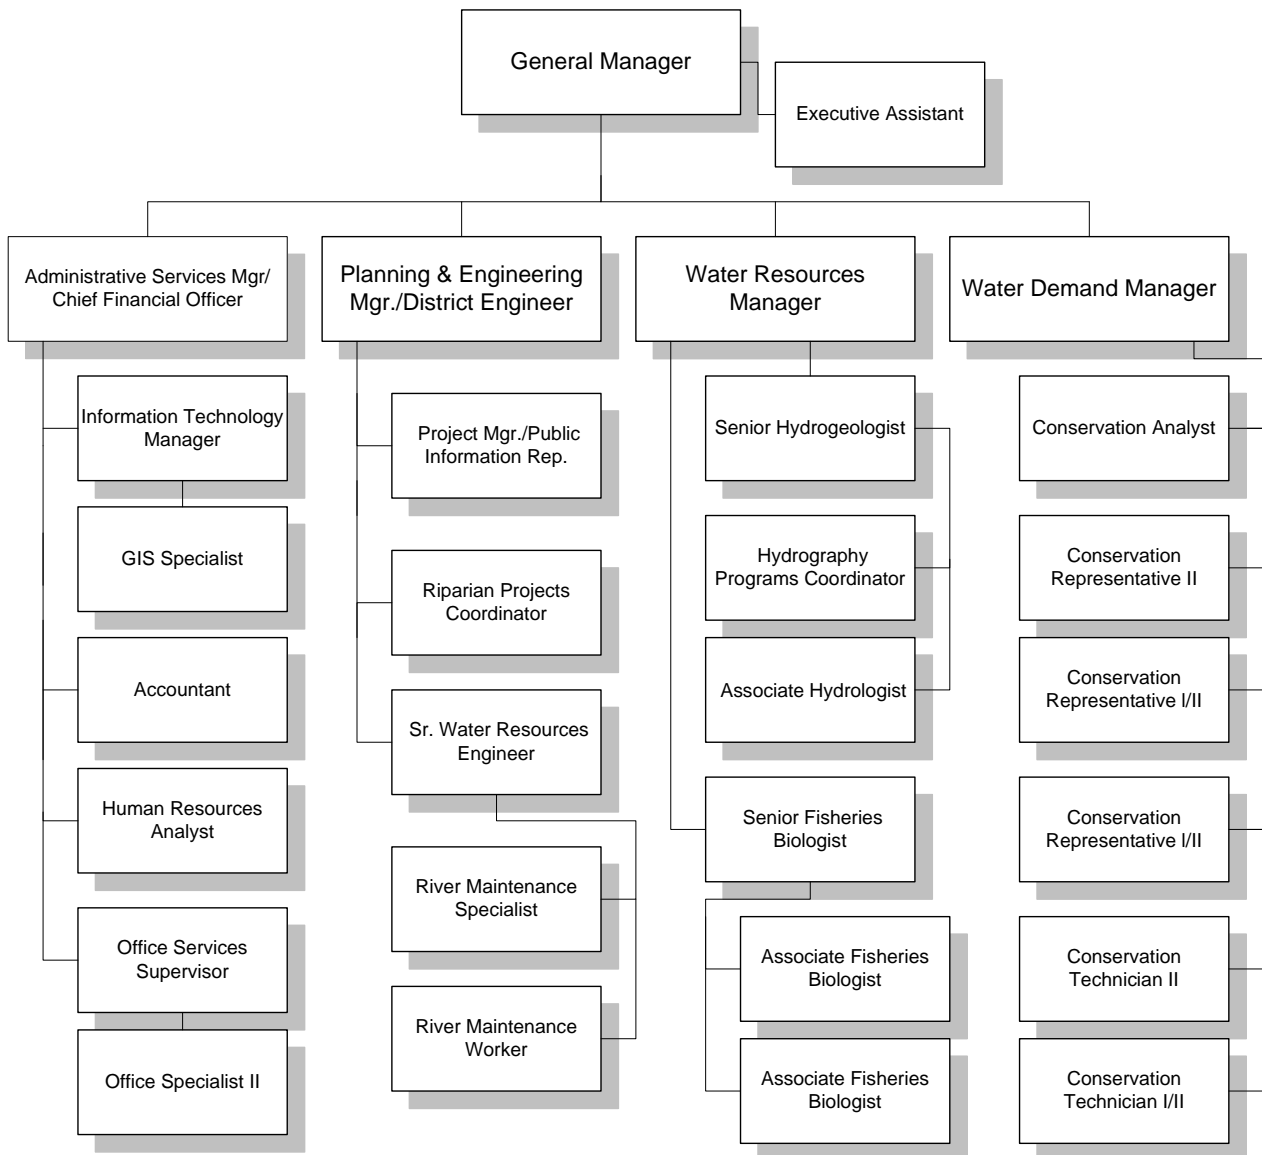 General Manager
Executive Assistant
Administrative Services Mgr/
Chief Financial Officer
Planning & Engineering
Mgr./District Engineer
Water Resources
Manager
Water Demand Manager
Information Technology
Manager
GIS Specialist
Accountant
Human Resources
Analyst
Office Services
Supervisor
Office Specialist II
Project Mgr./Public
Information Rep.
Riparian Projects
Coordinator
Sr. Water Resources
Engineer
River Maintenance
Specialist
River Maintenance
Worker
Senior Hydrogeologist
Hydrography
Programs Coordinator
Associate Hydrologist
Senior Fisheries
Biologist
Associate Fisheries
Biologist
Associate Fisheries
Biologist
Conservation Analyst
Conservation
Representative II
Conservation
Representative I/II
Conservation
Representative I/II
Conservation
Technician II
Conservation
Technician I/II